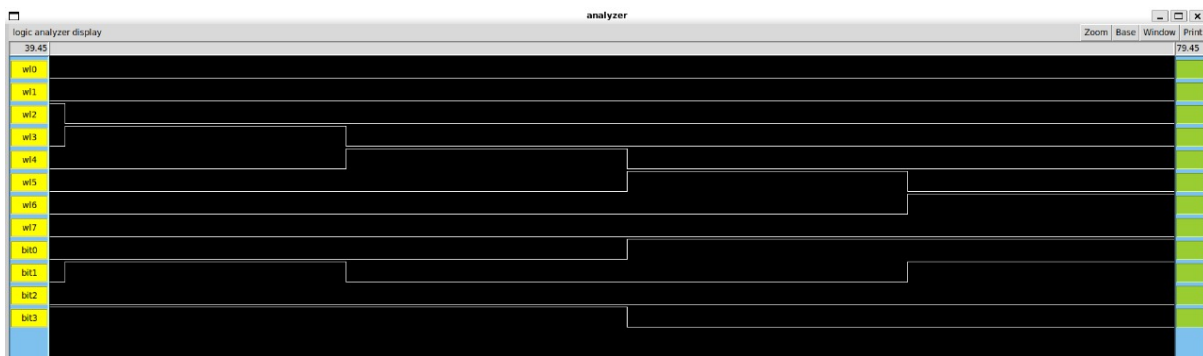 analyzer
logic analyzer display Zoom Base Window Print
39.45 79.45
wl0
wl1
wl2
wl3
wl4
wl5
wl6
wl7
bit0
bit1
bit2
bit3